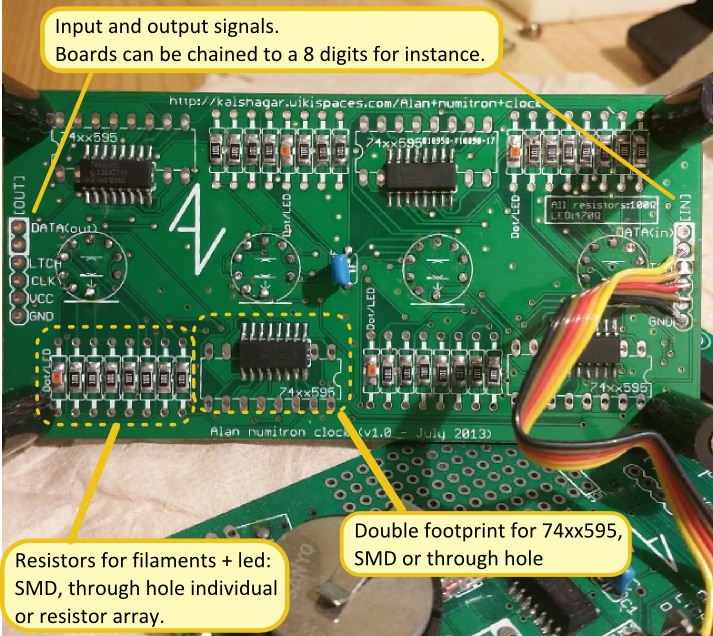 Input and output signals.
Boards can be chained to a 8 digits for instance.
http://kalshagar.wikispaces.com/Alan+numitron+clock
74xx595
74xx595
[OUT]
[IN]
All resistors:100Ω
LED:470Ω
Dot/LED
Dot/LED
DATA(out)
DATA(in)
LTCH
CLK
VCC
GND
GND
Dot/LED
Dot/LED
74xx595
74xx595
Alan numitron clock (v1.0 July 2013)
Double footprint for 74xx595,
SMD or through hole
Resistors for filaments + led:
SMD, through hole individual
or resistor array.
C1